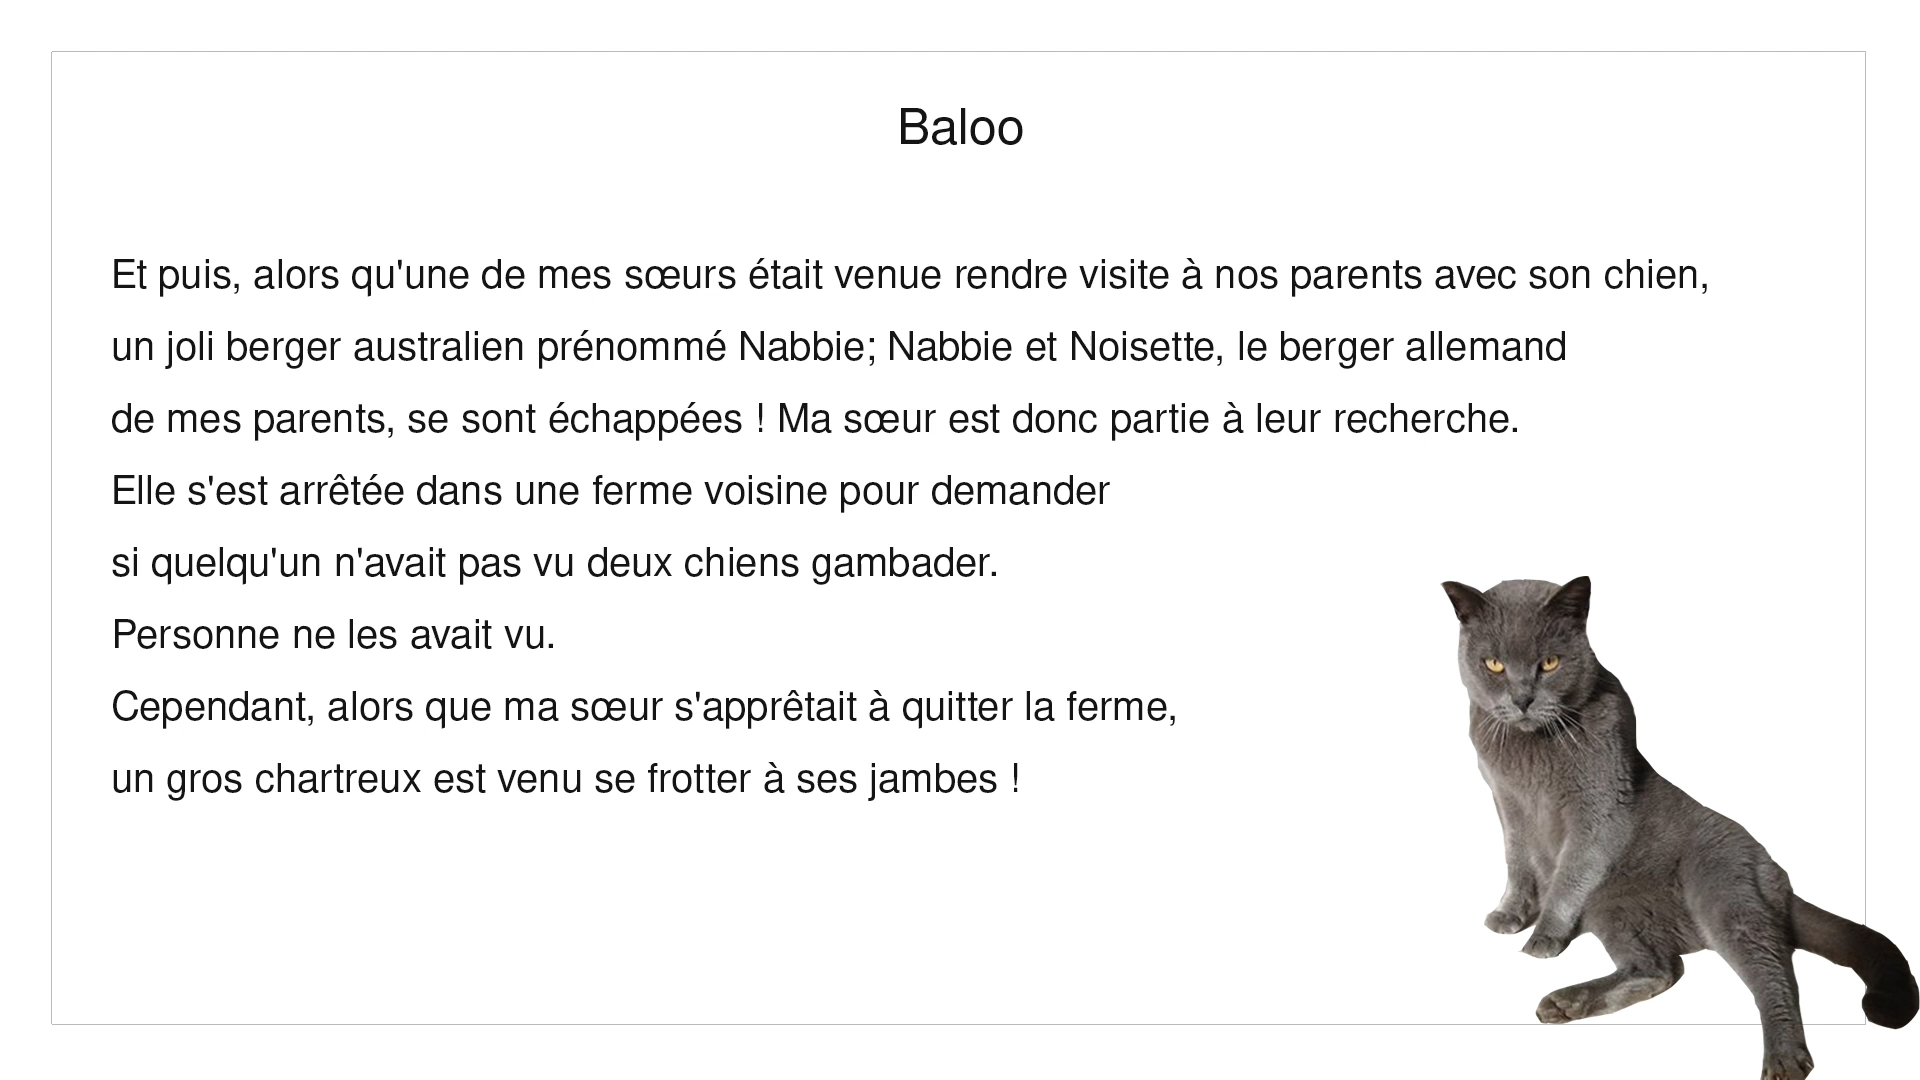 Baloo
Et puis, alors qu'une de mes sœurs était venue rendre visite à nos parents avec son chien,
un joli berger australien prénommé Nabbie; Nabbie et Noisette, le berger allemand
de mes parents, se sont échappées ! Ma sœur est donc partie à leur recherche.
Elle s'est arrêtée dans une ferme voisine pour demander
si quelqu'un n'avait pas vu deux chiens gambader.
Personne ne les avait vu.
Cependant, alors que ma sœur s'apprêtait à quitter la ferme,
un gros chartreux est venu se frotter à ses jambes !